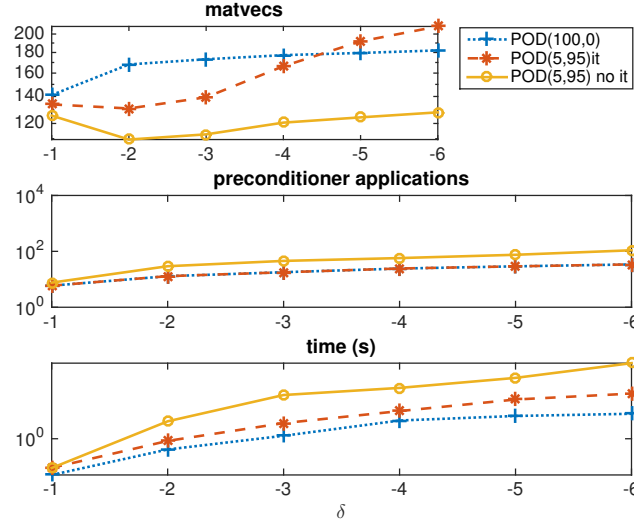 matvecs
200
180
160
140
120
-1 -2 -3 -4 -5 -6
POD(100,0)
POD(5,95)it
POD(5,95) no it
preconditioner applications
10^4
10^2
10^0
-1 -2 -3 -4 -5 -6
time (s)
10^0
-1 -2 -3 -4 -5 -6
δ